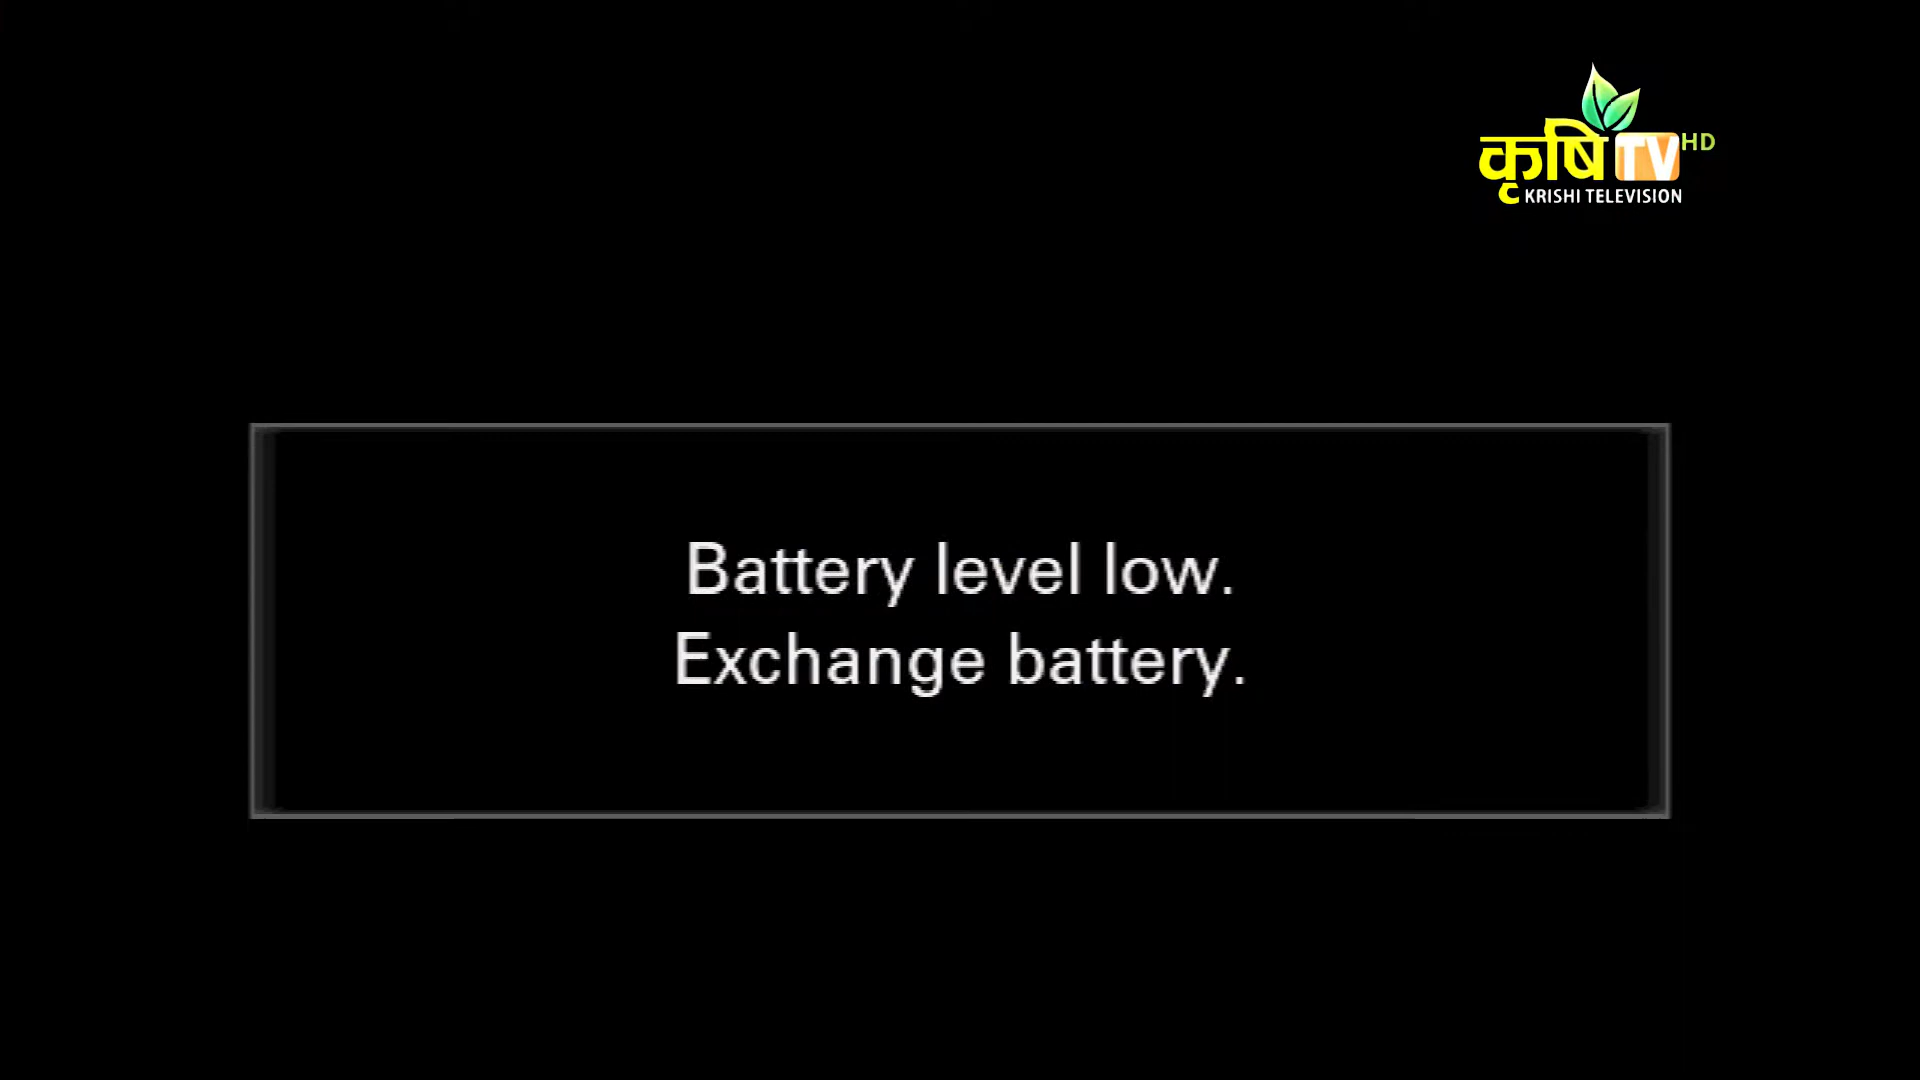 कृषि TV HD
KRISHI TELEVISION
Battery level low.
Exchange battery.